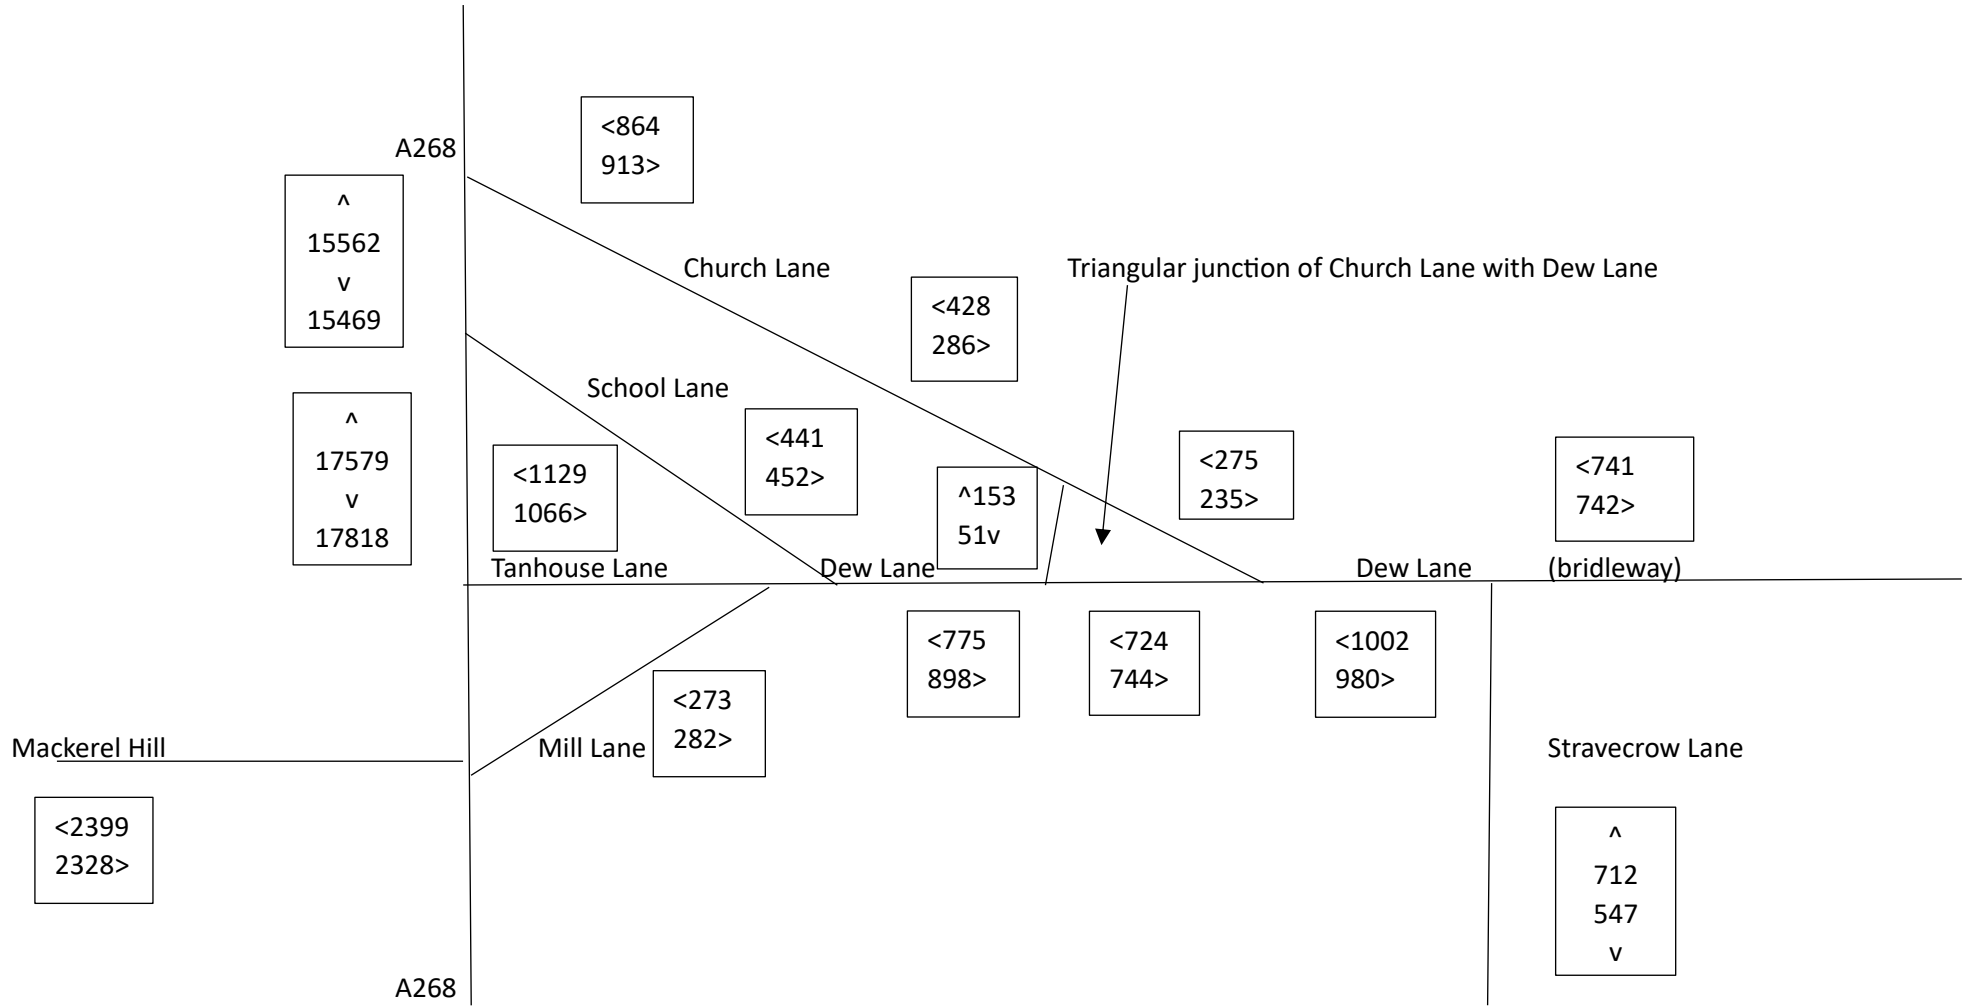 <864
913>
A268
^
15562
v
15469
Church Lane
Triangular junction of Church Lane with Dew Lane
<428
286>
School Lane
^
17579
v
17818
<1129
1066>
<441
452>
^153
51v
<275
235>
<741
742>
Tanhouse Lane
Dew Lane
Dew Lane
(bridleway)
<775
898>
<724
744>
<1002
980>
<273
282>
Mackerel Hill
Mill Lane
Stravecrow Lane
<2399
2328>
^
712
547
v
A268